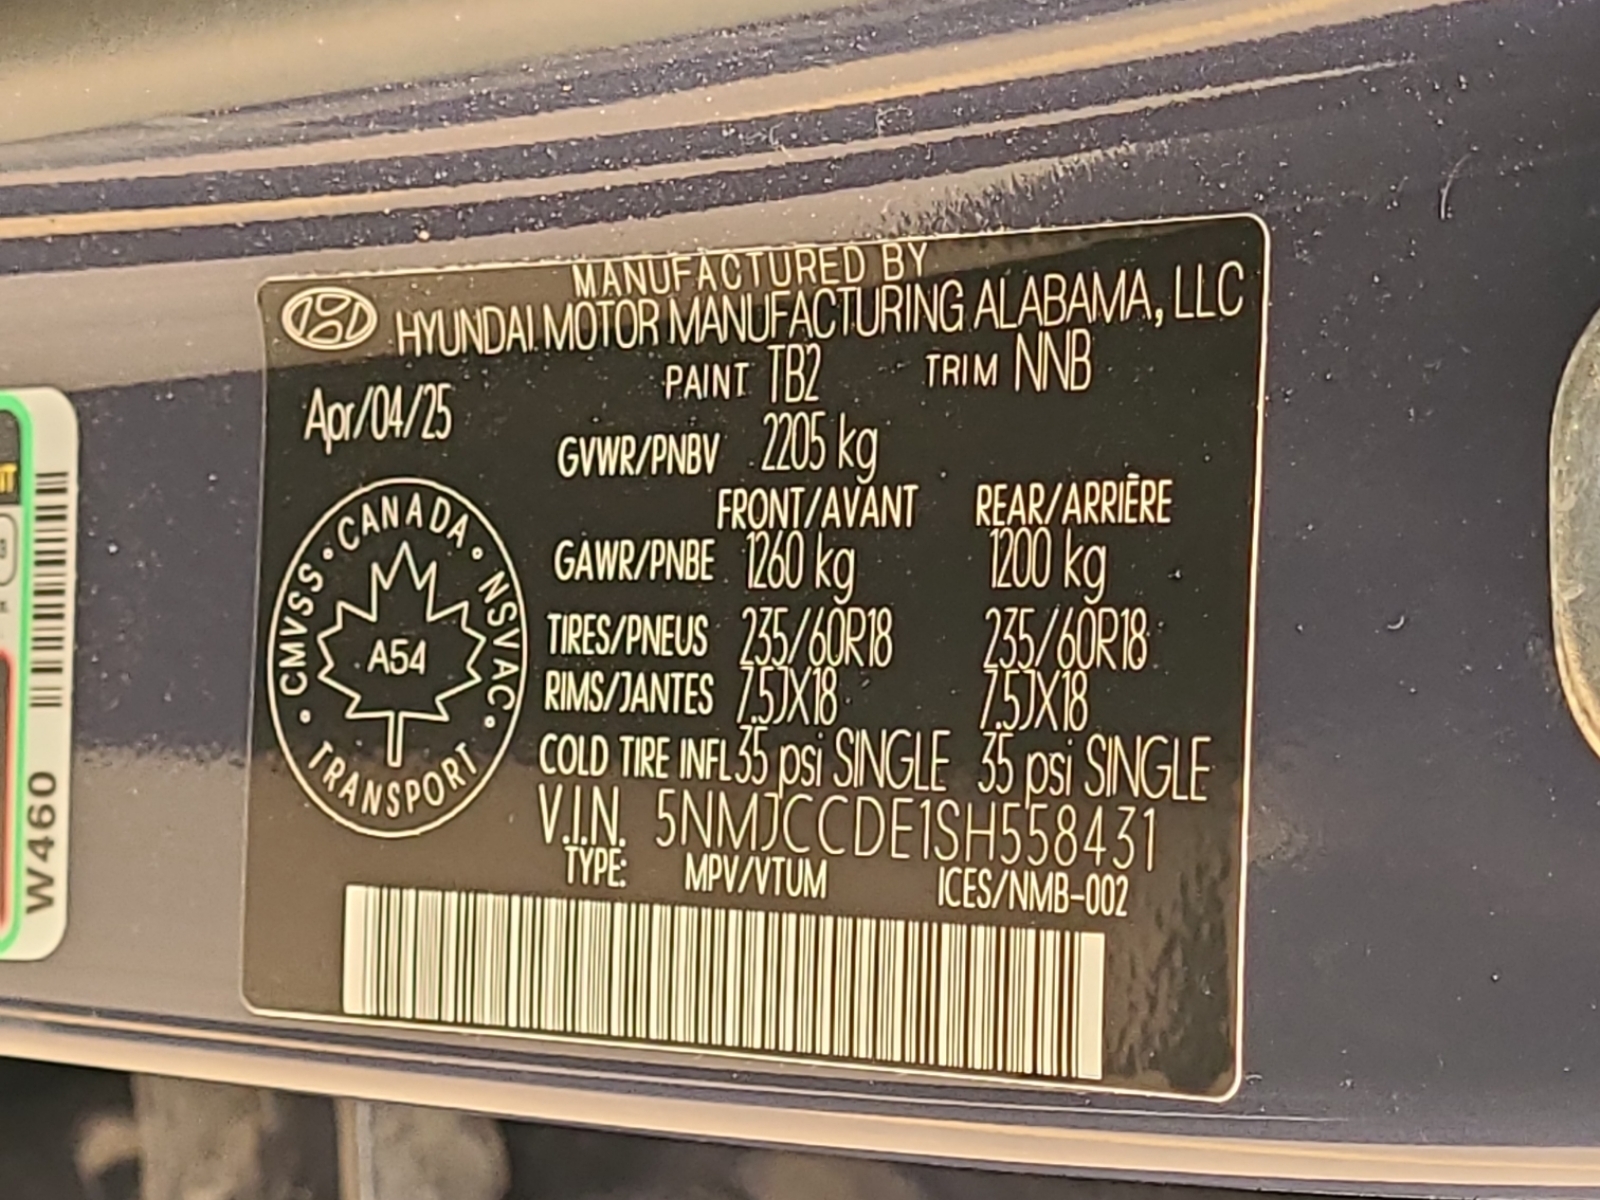 MANUFACTURED BY
HYUNDAI MOTOR MANUFACTURING ALABAMA, LLC
PAINT TB2 TRIM NNB
Apr/04/25
GVWR/PNBV 2205 kg
FRONT/AVANT REAR/ARRIÈRE
GAWR/PNBE 1260 kg 1200 kg
TIRES/PNEUS 235/60R18 235/60R18
RIMS/JANTES 7.5JX18 7.5JX18
COLD TIRE INFL 35 psi SINGLE 35 psi SINGLE
V.I.N. 5NMJCCDE1SH558431
TYPE: MPV/VTUM ICES/NMB-002
CANADA • NSVAC • TRANSPORT • CMVSS •
A54
W460